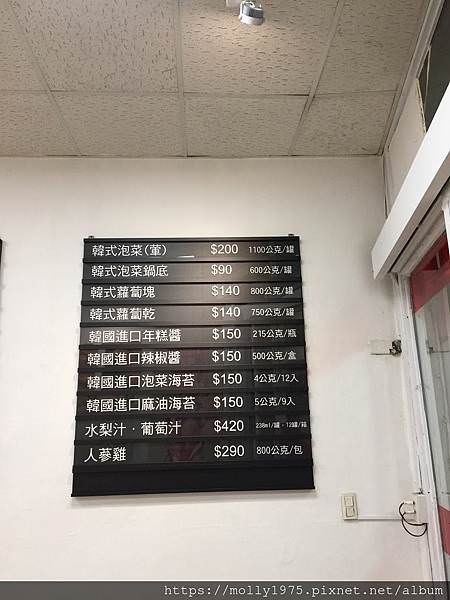 韓式泡菜(葷) $200 1100公克/罐
韓式泡菜鍋底 $90 600公克/罐
韓式蘿蔔塊 $140 800公克/罐
韓式蘿蔔乾 $140 750公克/罐
韓國進口年糕醬 $150 215公克/瓶
韓國進口辣椒醬 $150 500公克/盒
韓國進口泡菜海苔 $150 4公克/12入
韓國進口麻油海苔 $150 5公克/9入
水梨汁．葡萄汁 $420 238ml/罐．12罐/箱
人蔘雞 $290 800公克/包
https://molly1975.pixnet.net/album